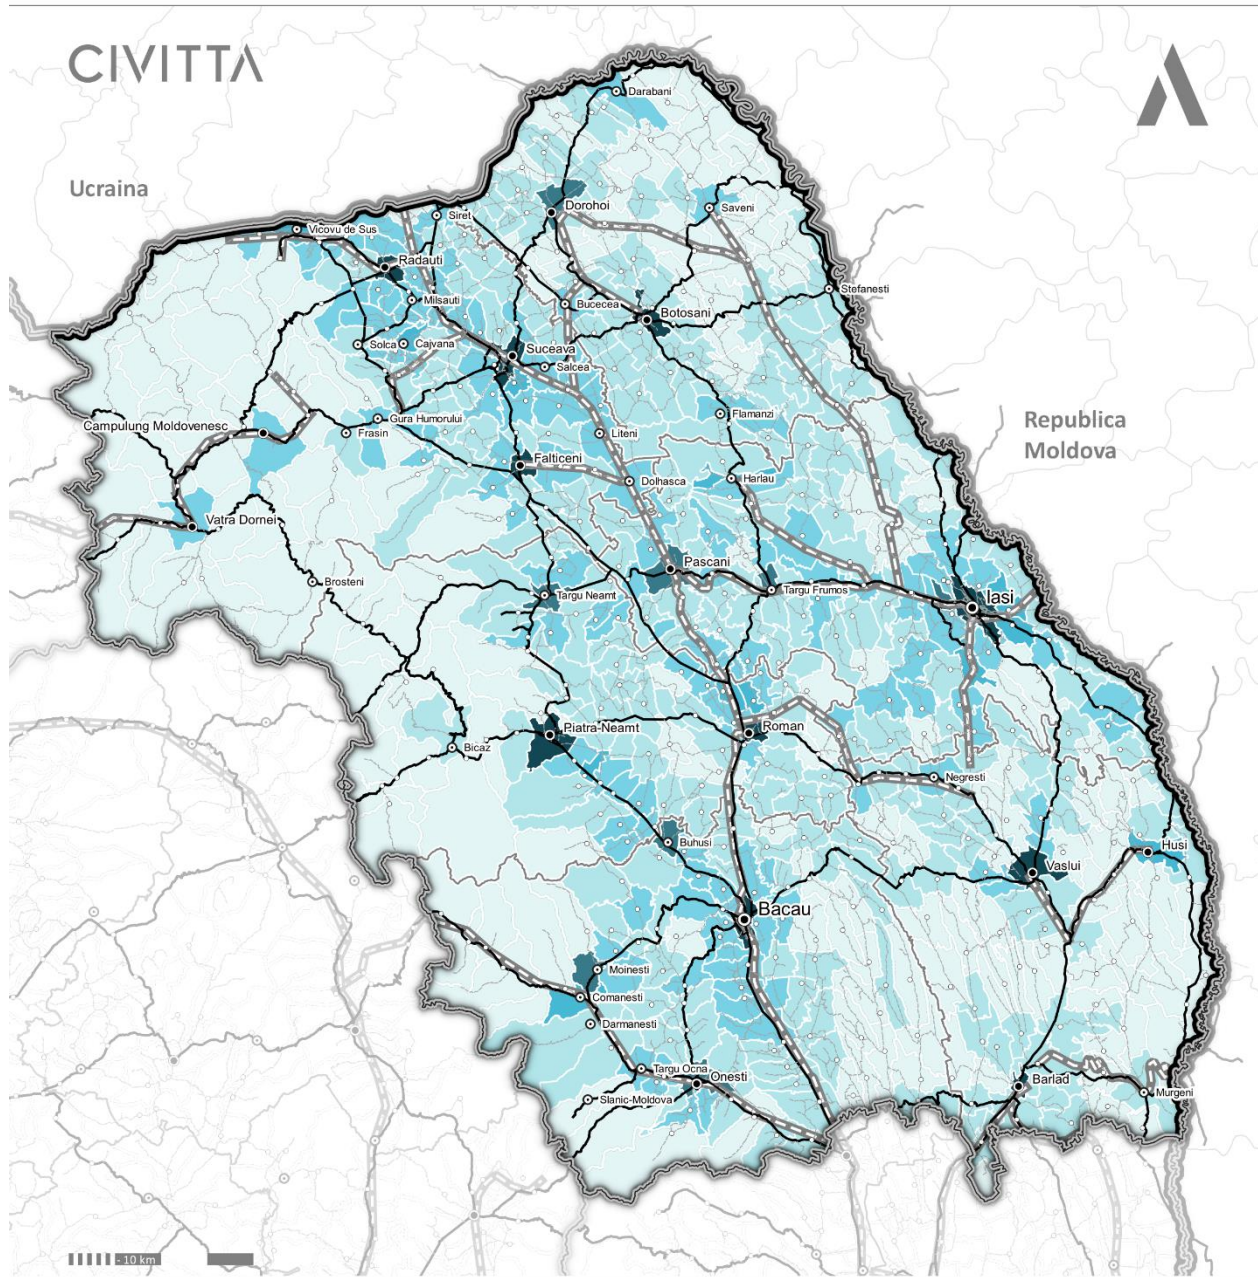 CIVITTA
Darabani
Ucraina
Saveni
Dorohoi
Siret
Vicovu de Sus
Radauti
Stefanesti
Milsauti
Bucecea
Botosani
Suceava
Solca
Cajvana
Salcea
Republica
Moldova
Flamanzi
Gura Humorului
Campulung Moldovenesc
Frasin
Liteni
Falticeni
Dolhasca
Harlau
Vatra Dornei
Pascani
Brosteni
Targu Neamt
Targu Frumos
Iasi
Piatra-Neamt
Roman
Bicaz
Negresti
Buhusi
Husi
Vaslui
Bacau
Moinesti
Comanesti
Darmanesti
Targu Ocna
Onesti
Barlad
Slanic-Moldova
Murgeni
- 10 km